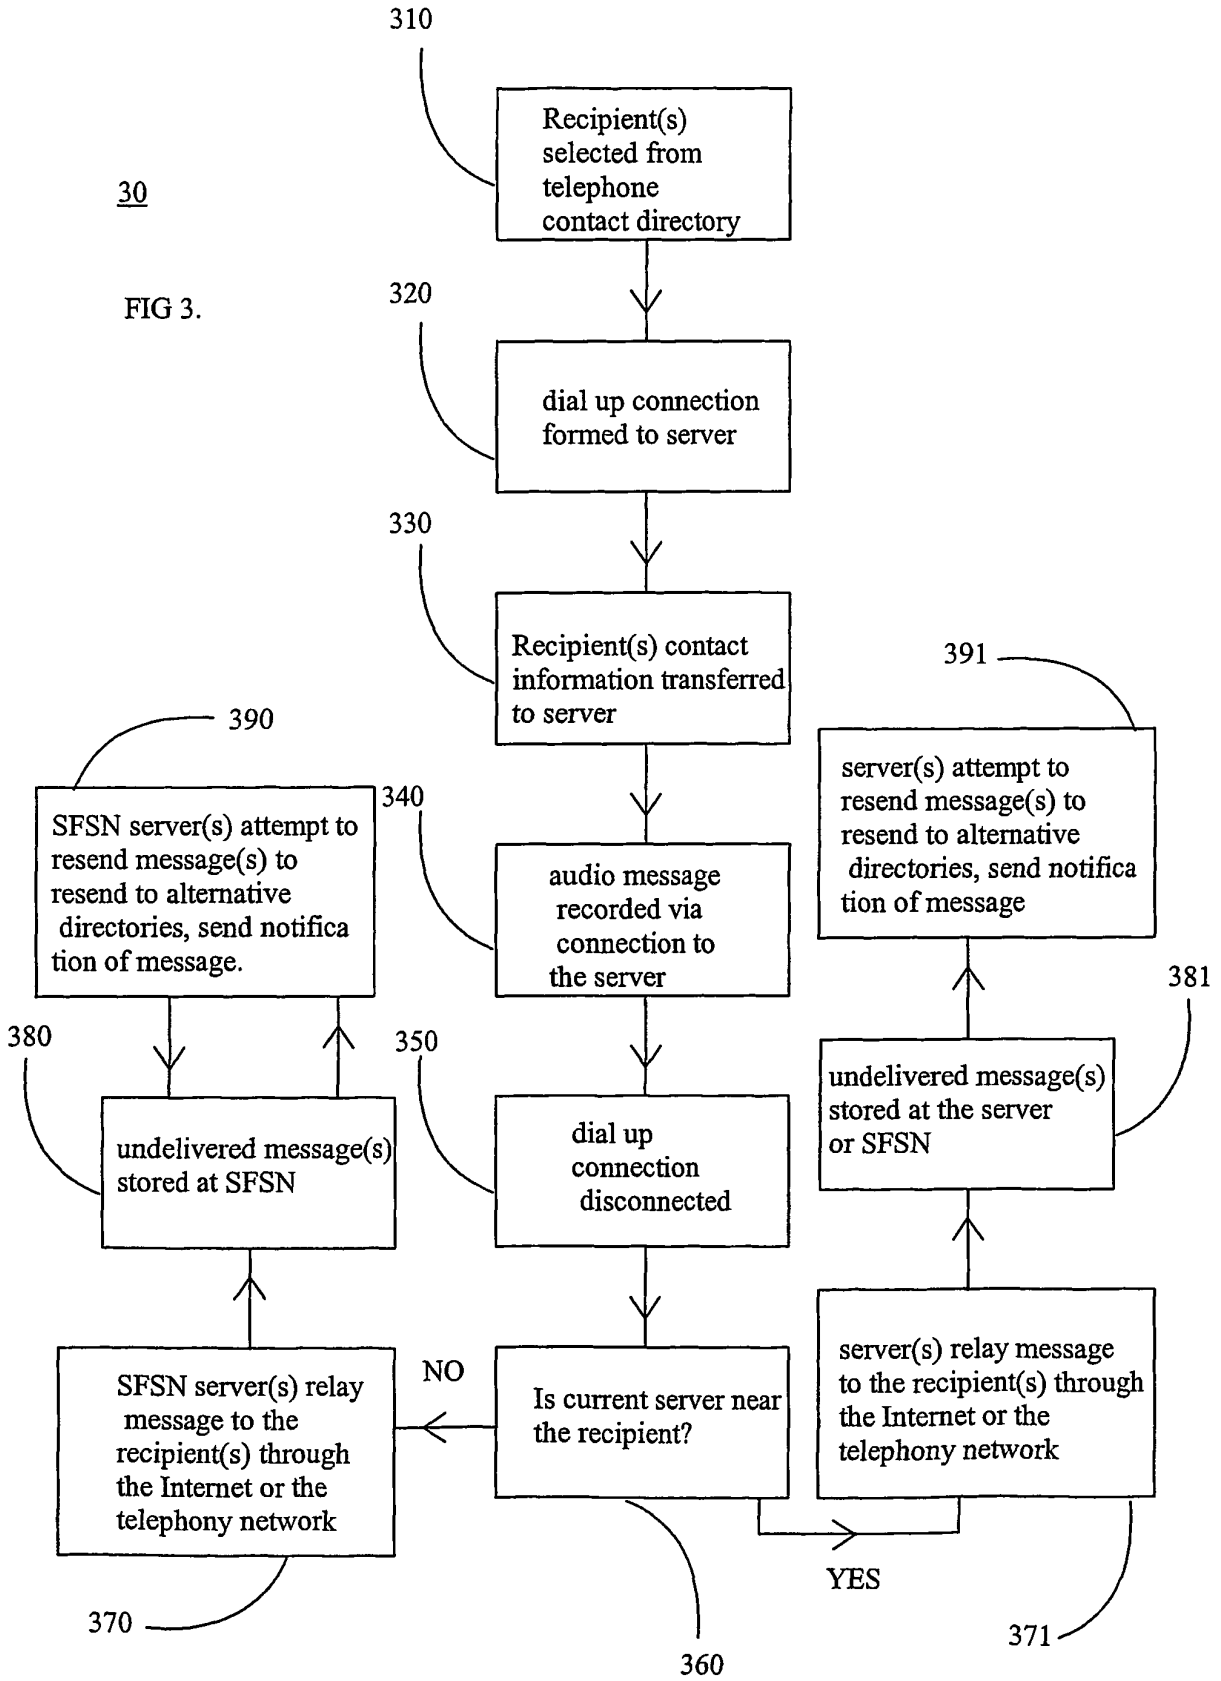 310
Recipient(s)
selected from
telephone
contact directory
30
FIG 3.
320
dial up connection
formed to server
330
Recipient(s) contact
information transferred
to server
391
server(s) attempt to
resend message(s) to
resend to alternative
directories, send notifica
tion of message
390
SFSN server(s) attempt to
resend message(s) to
resend to alternative
directories, send notifica
tion of message.
340
audio message
recorded via
connection to
the server
381
undelivered message(s)
stored at the server
or SFSN
380
undelivered message(s)
stored at SFSN
350
dial up
connection
disconnected
server(s) relay message
to the recipient(s) through
the Internet or the
telephony network
NO
SFSN server(s) relay
message to the
recipient(s) through
the Internet or the
telephony network
Is current server near
the recipient?
YES
370
371
360